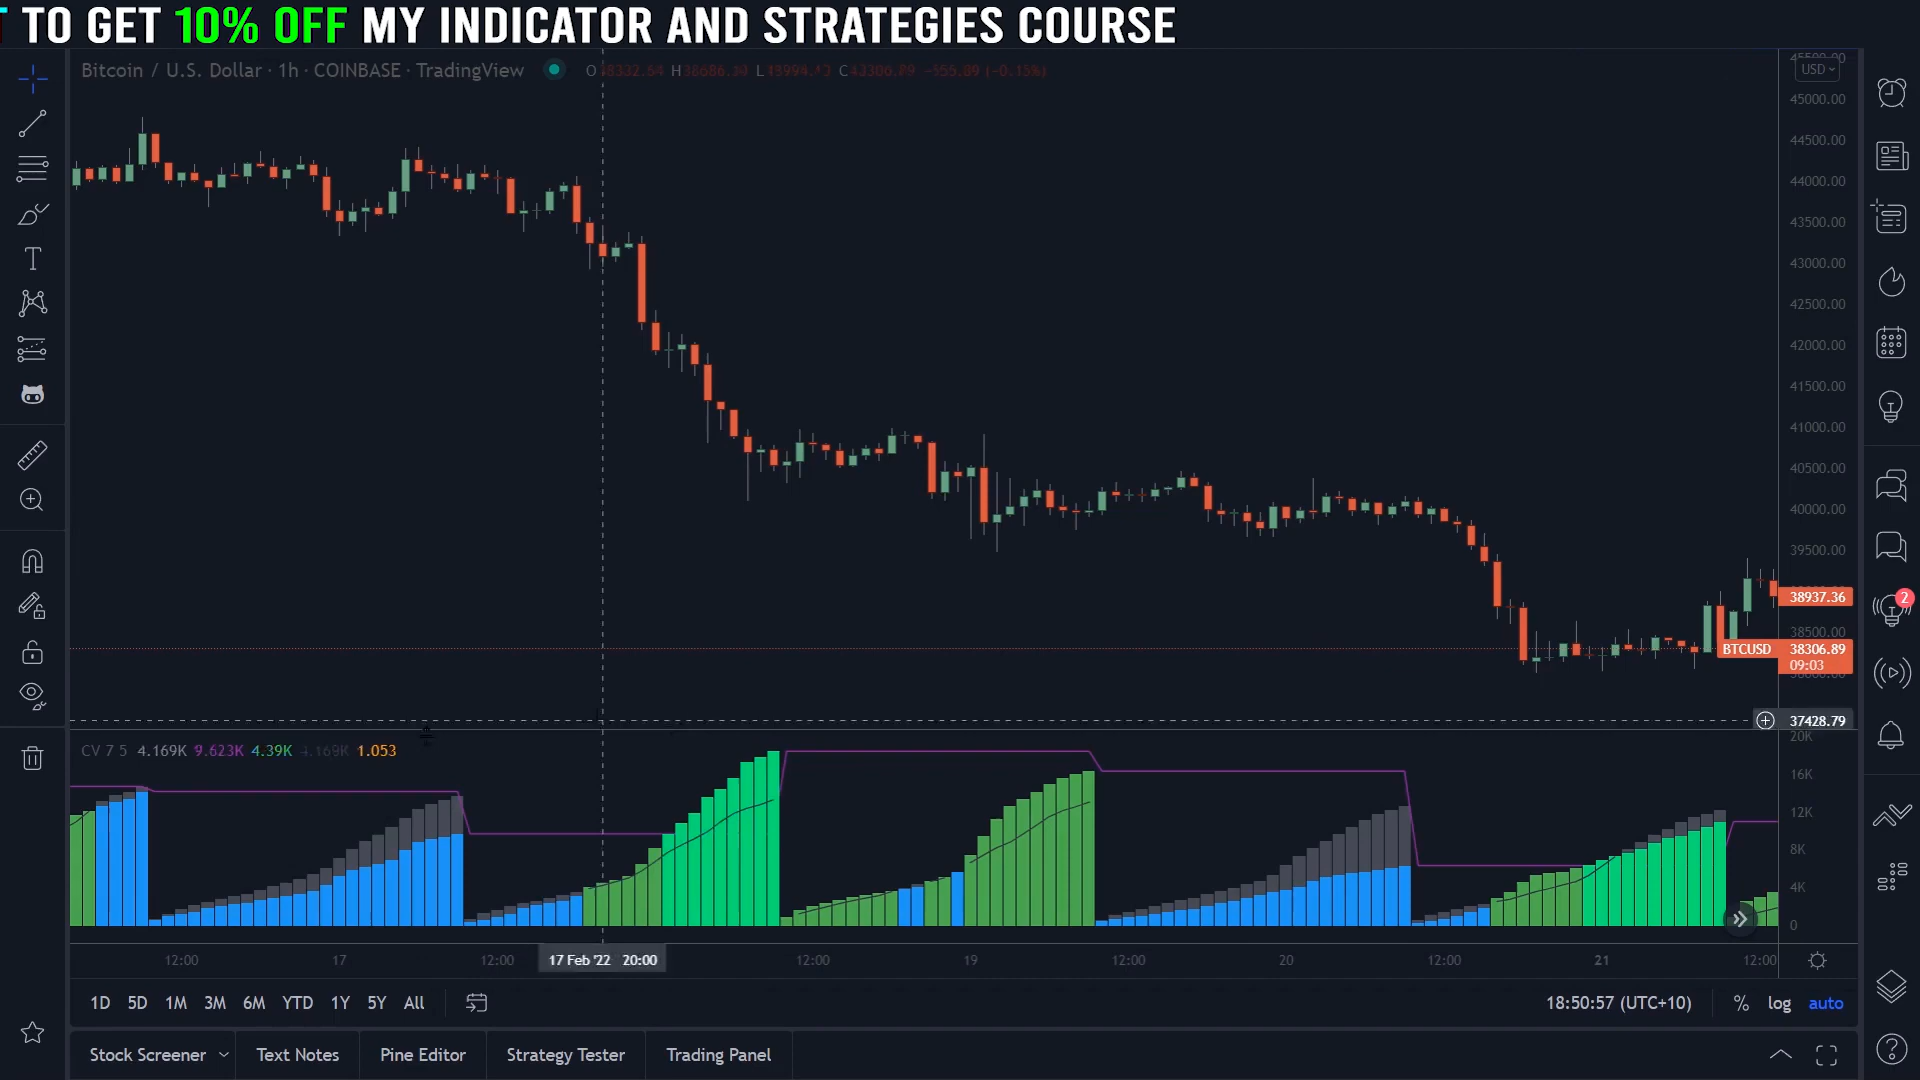 TO GET 10% OFF MY INDICATOR AND STRATEGIES COURSE
Bitcoin / U.S. Dollar · 1h · COINBASE · TradingView
USD
45000.00
44500.00
44000.00
43500.00
43000.00
42500.00
42000.00
41500.00
41000.00
40500.00
40000.00
39500.00
38937.36
38500.00
BTCUSD 38306.89
09:03
37428.79
CV 7 5 4.169K 9.623K 4.39K 4.169K 1.053
20K
16K
12K
8K
4K
0
12:00 17 12:00 17 Feb '22 20:00 12:00 19 12:00 20 12:00 21 12:00
1D 5D 1M 3M 6M YTD 1Y 5Y All 18:50:57 (UTC+10) % log auto
Stock Screener Text Notes Pine Editor Strategy Tester Trading Panel
2